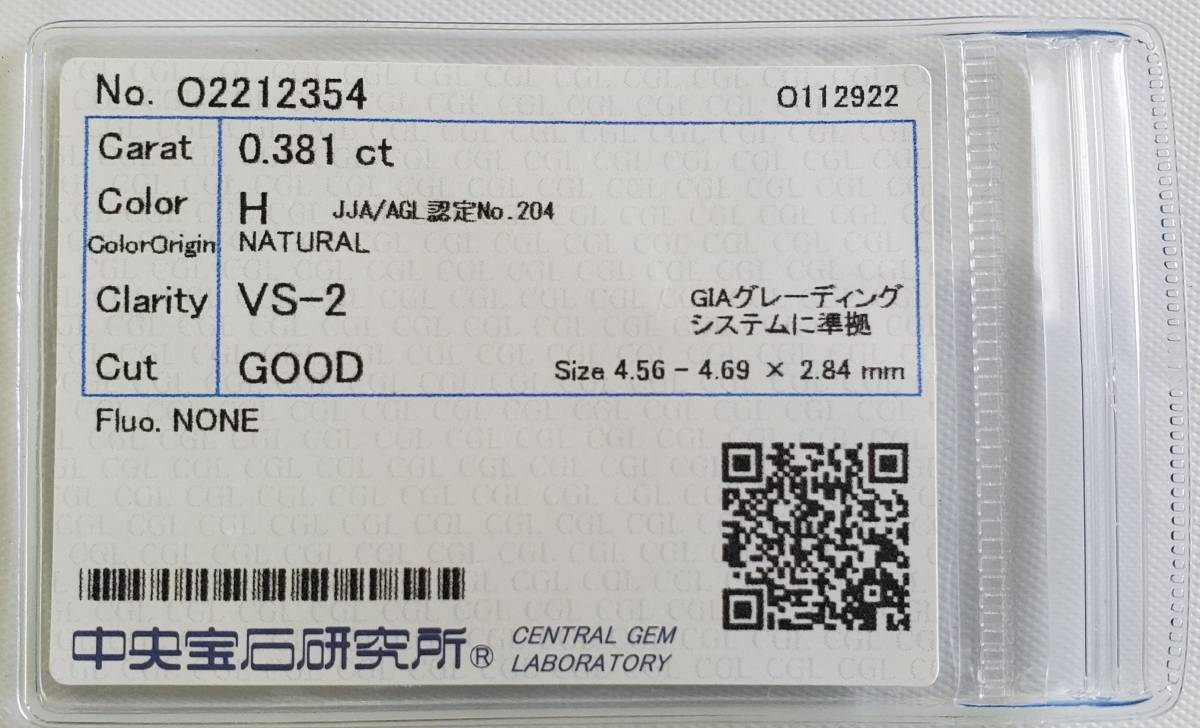 No. O2212354
O112922
Carat 0.381 ct
Color H JJA/AGL認定No.204
ColorOrigin NATURAL
Clarity VS-2
GIAグレーディング
システムに準拠
Cut GOOD
Size 4.56 - 4.69 × 2.84 mm
Fluo. NONE
中央宝石研究所®
CENTRAL GEM
LABORATORY